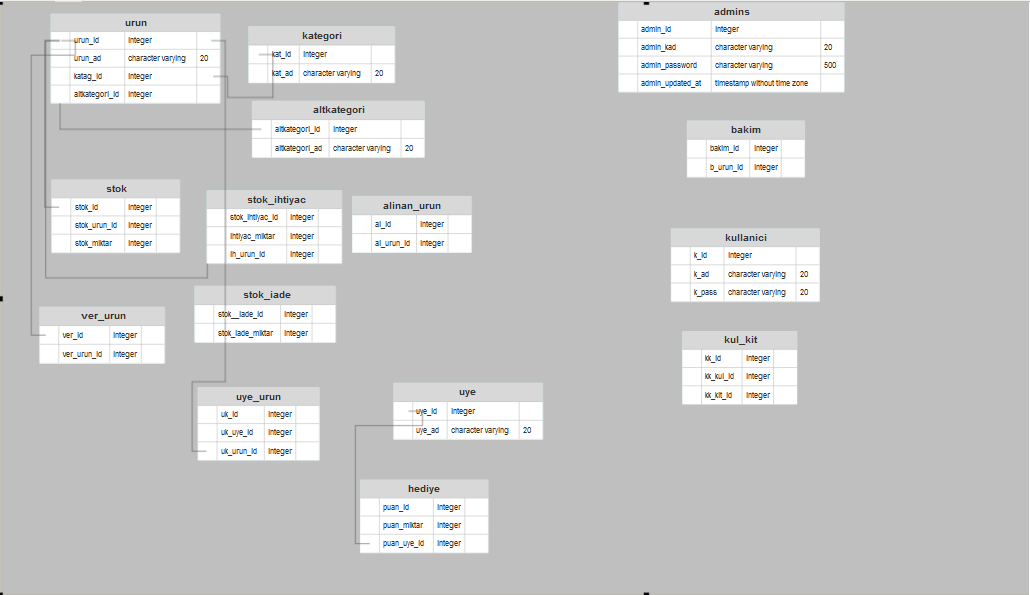 urun
urun_id integer
urun_ad character varying 20
katag_id integer
altkategori_id integer
kategori
kat_id integer
kat_ad character varying 20
altkategori
altkategori_id integer
altkategori_ad character varying 20
admins
admin_id integer
admin_kad character varying 20
admin_password character varying 500
admin_updated_at timestamp without time zone
bakim
bakim_id integer
b_urun_id integer
stok
stok_id integer
stok_urun_id integer
stok_miktar integer
stok_ihtiyac
stok_ihtiyac_id integer
ihtiyac_miktar integer
ih_urun_id integer
alinan_urun
al_id integer
al_urun_id integer
kullanici
k_id integer
k_ad character varying 20
k_pass character varying 20
stok_iade
stok__iade_id integer
stok_iade_miktar integer
ver_urun
ver_id integer
ver_urun_id integer
kul_kit
kk_id integer
kk_kul_id integer
kk_kit_id integer
uye_urun
uk_id integer
uk_uye_id integer
uk_urun_id integer
uye
uye_id integer
uye_ad character varying 20
hediye
puan_id integer
puan_miktar integer
puan_uye_id integer